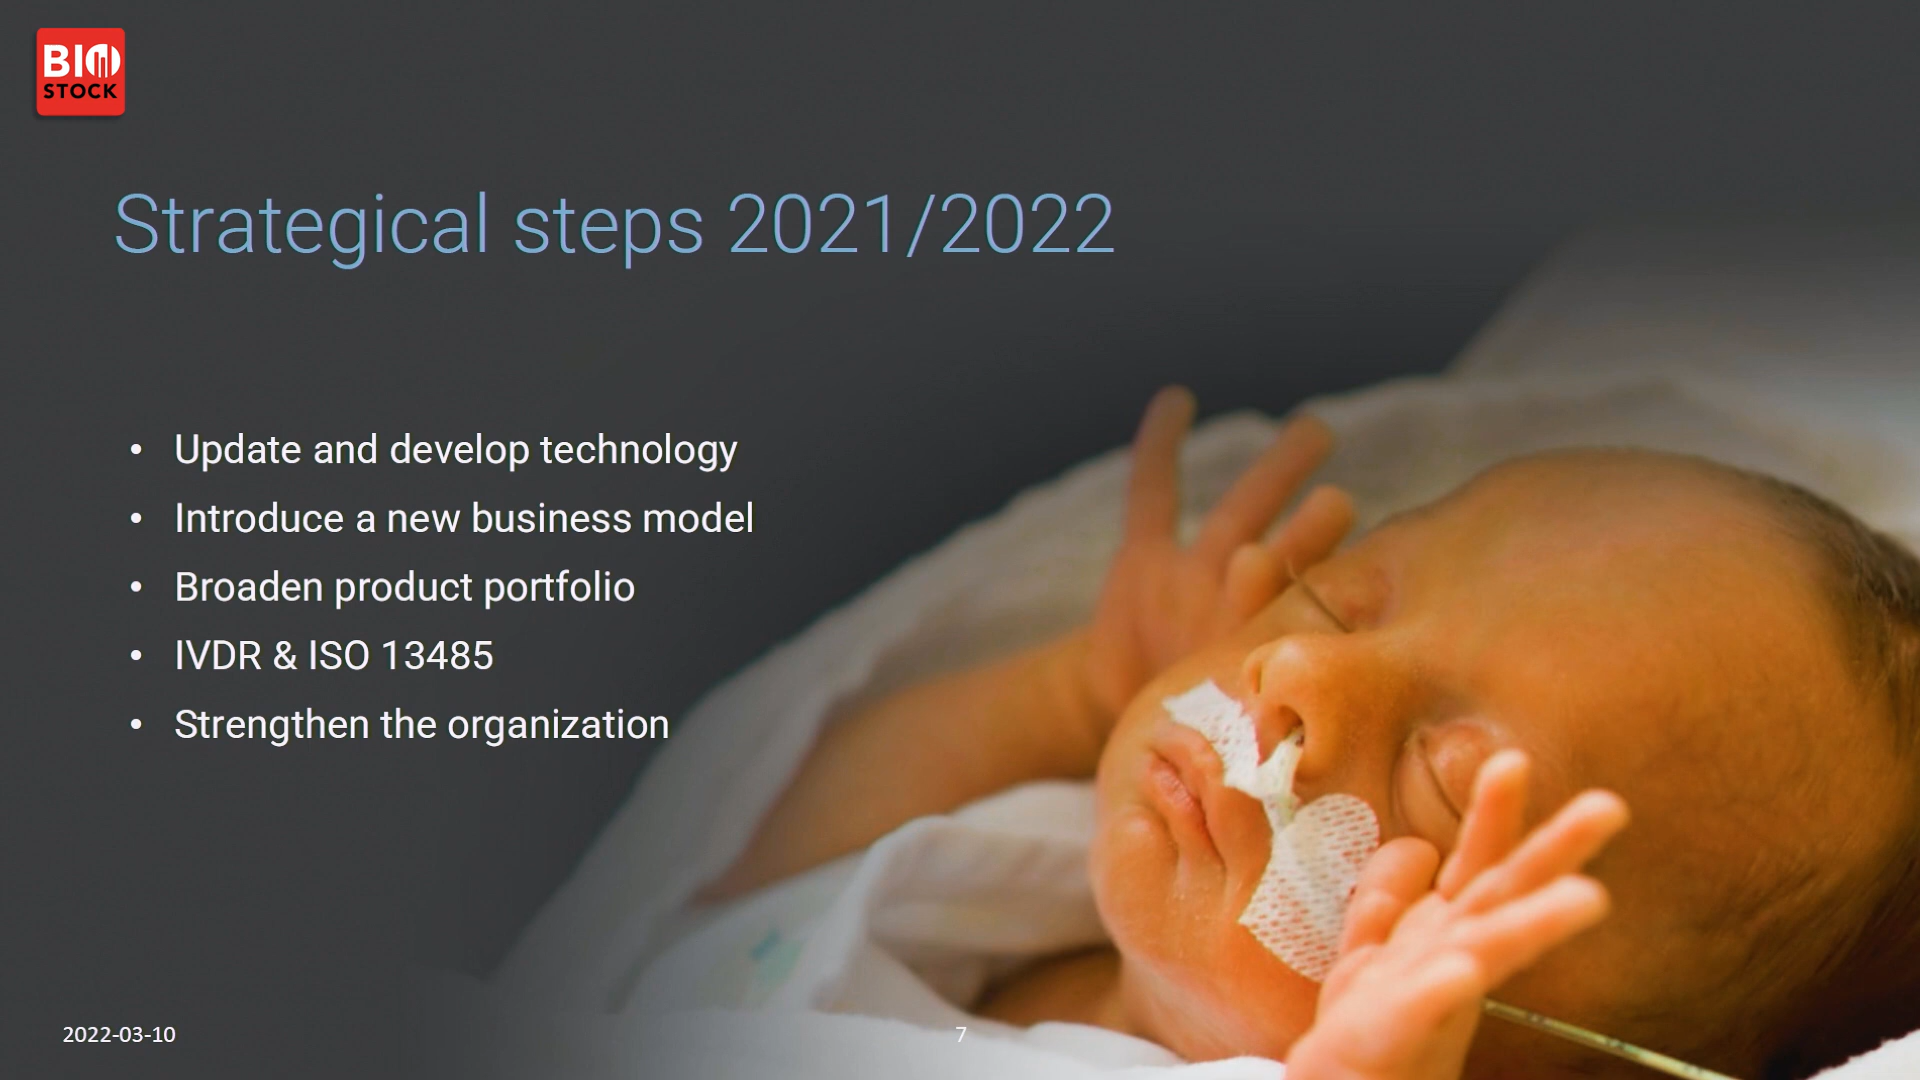 BIO
STOCK
Strategical steps 2021/2022
• Update and develop technology
• Introduce a new business model
• Broaden product portfolio
• IVDR & ISO 13485
• Strengthen the organization
2022-03-10
7